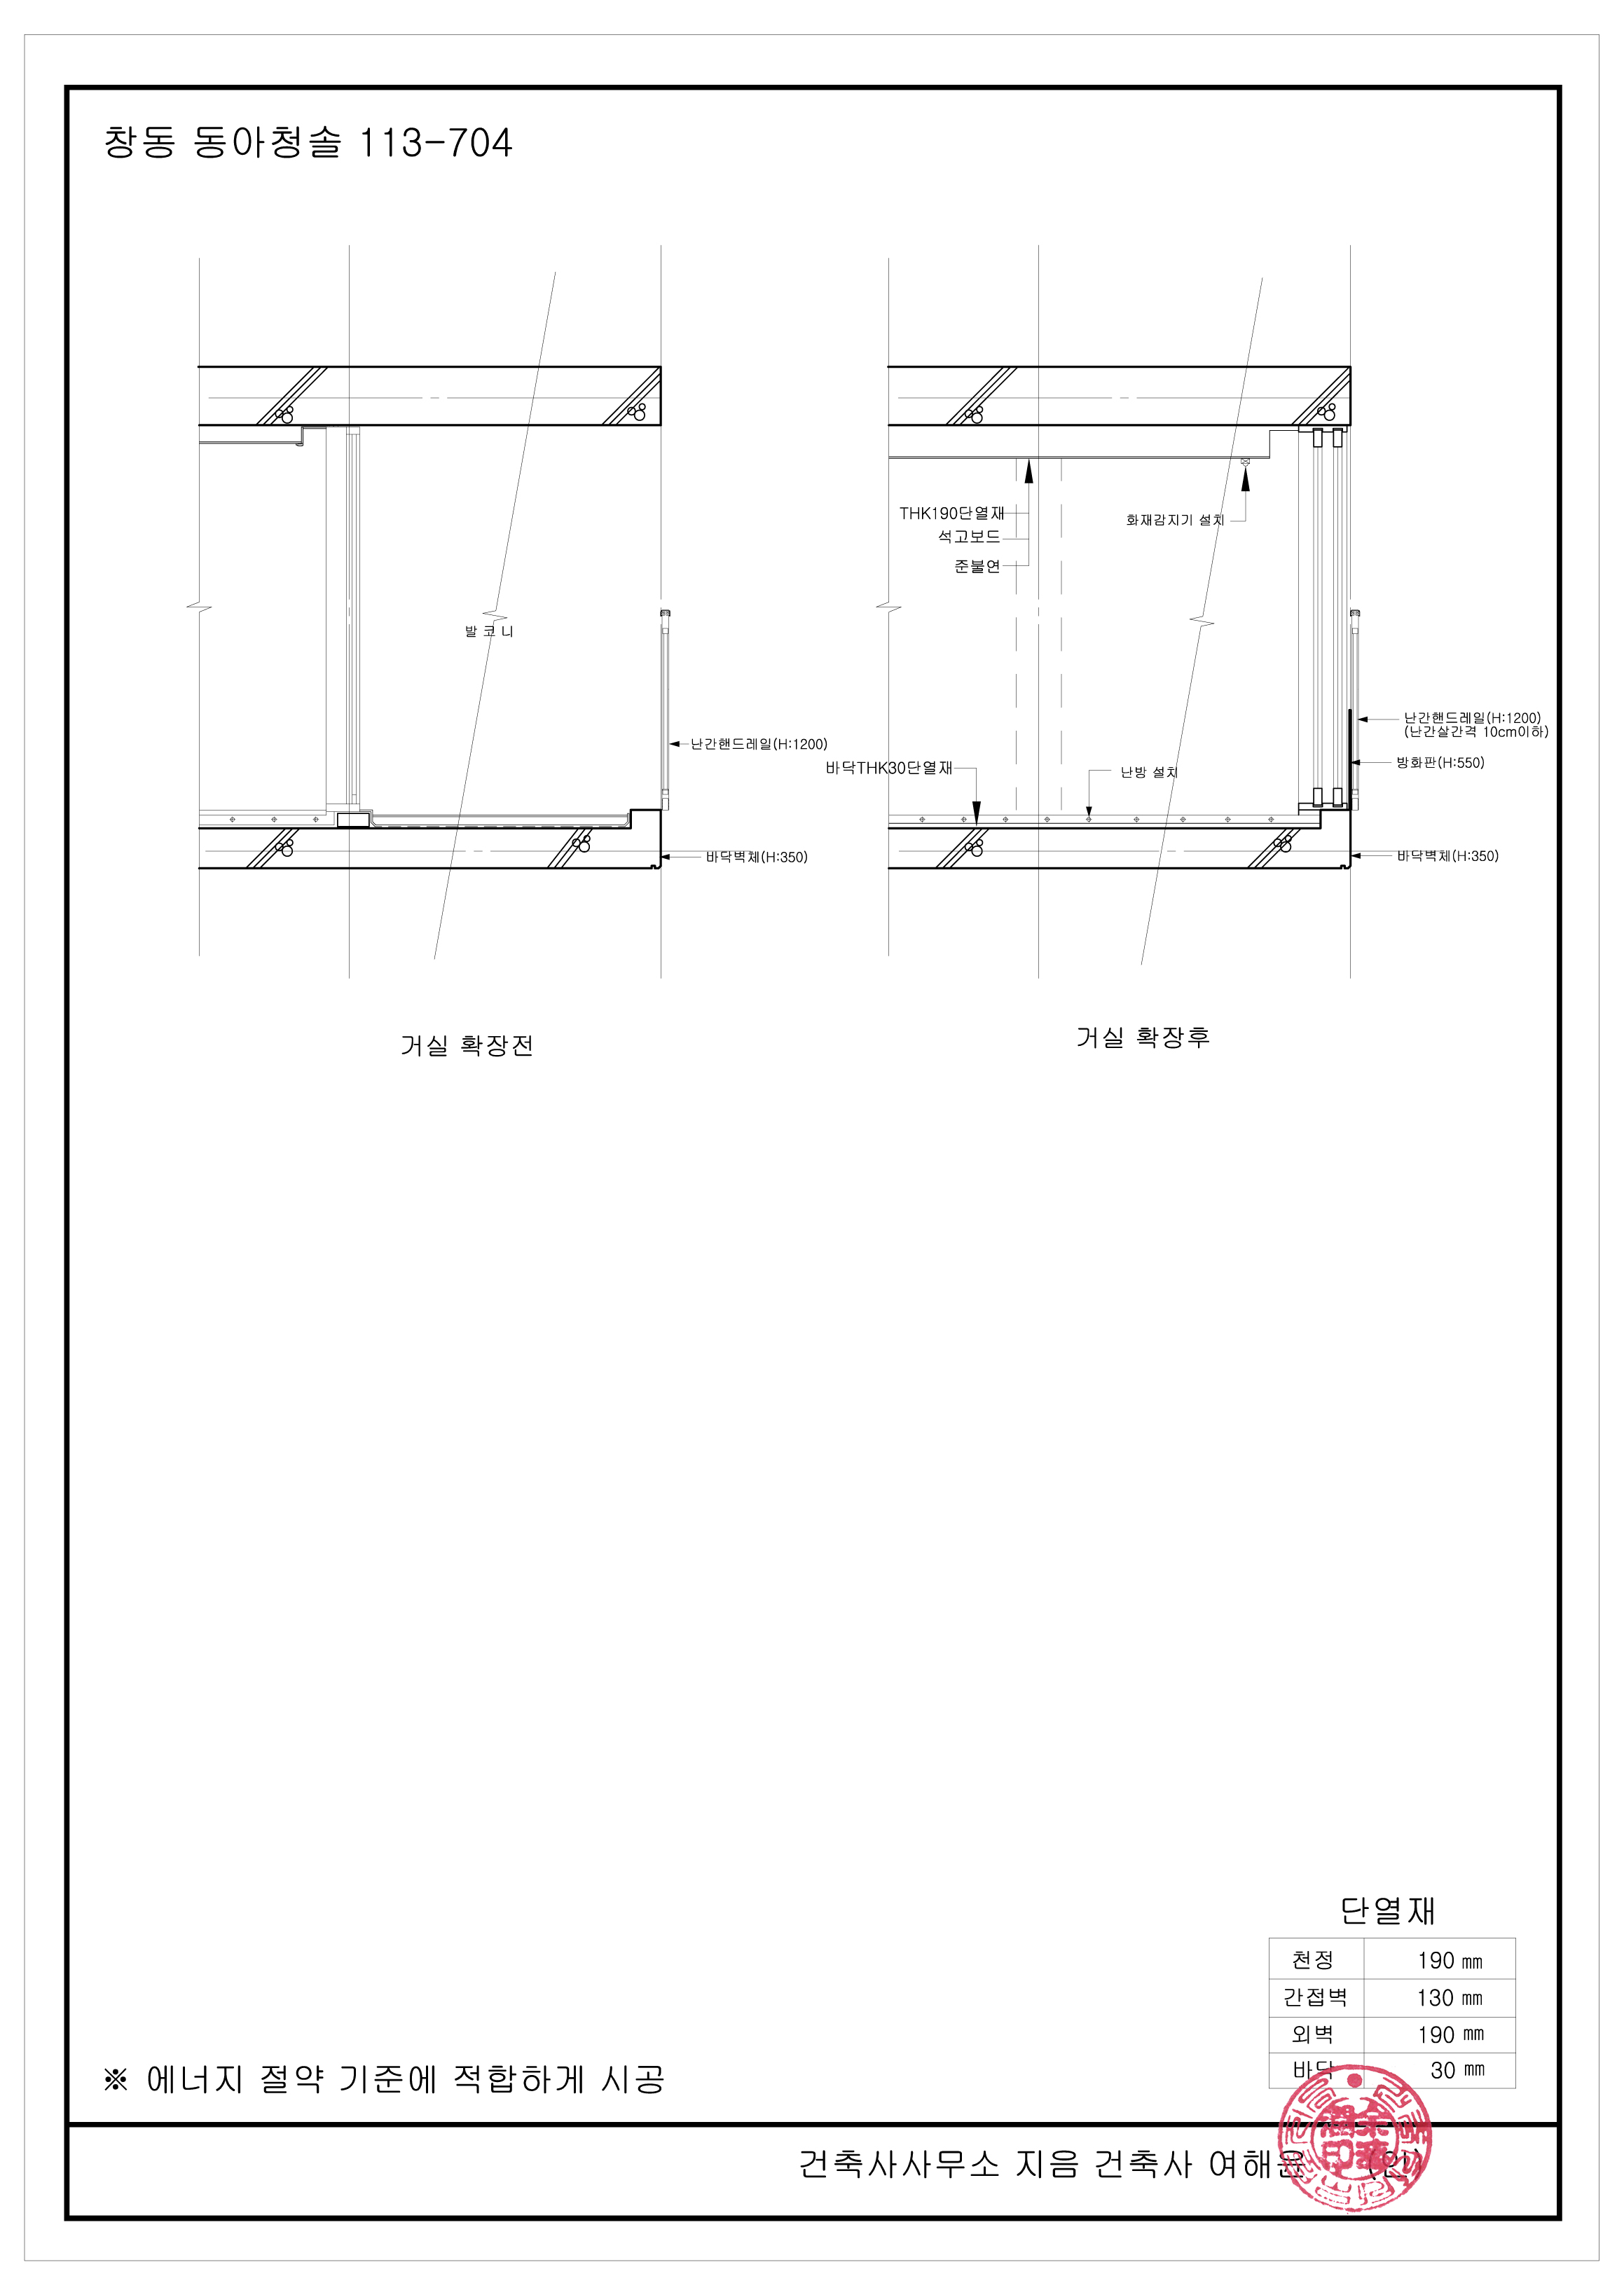 창동 동아청솔 113-704
발 코 니
난간핸드레일(H:1200)
바닥벽체(H:350)
거실 확장전
THK190단열재
석고보드
준불연
화재감지기 설치
바닥THK30단열재
난방 설치
난간핸드레일(H:1200)
(난간살간격 10cm이하)
방화판(H:550)
바닥벽체(H:350)
거실 확장후
단열재
천정 190 mm
간접벽 130 mm
외벽 190 mm
바닥 30 mm
※ 에너지 절약 기준에 적합하게 시공
건축사사무소 지음 건축사 여해윤 (인)